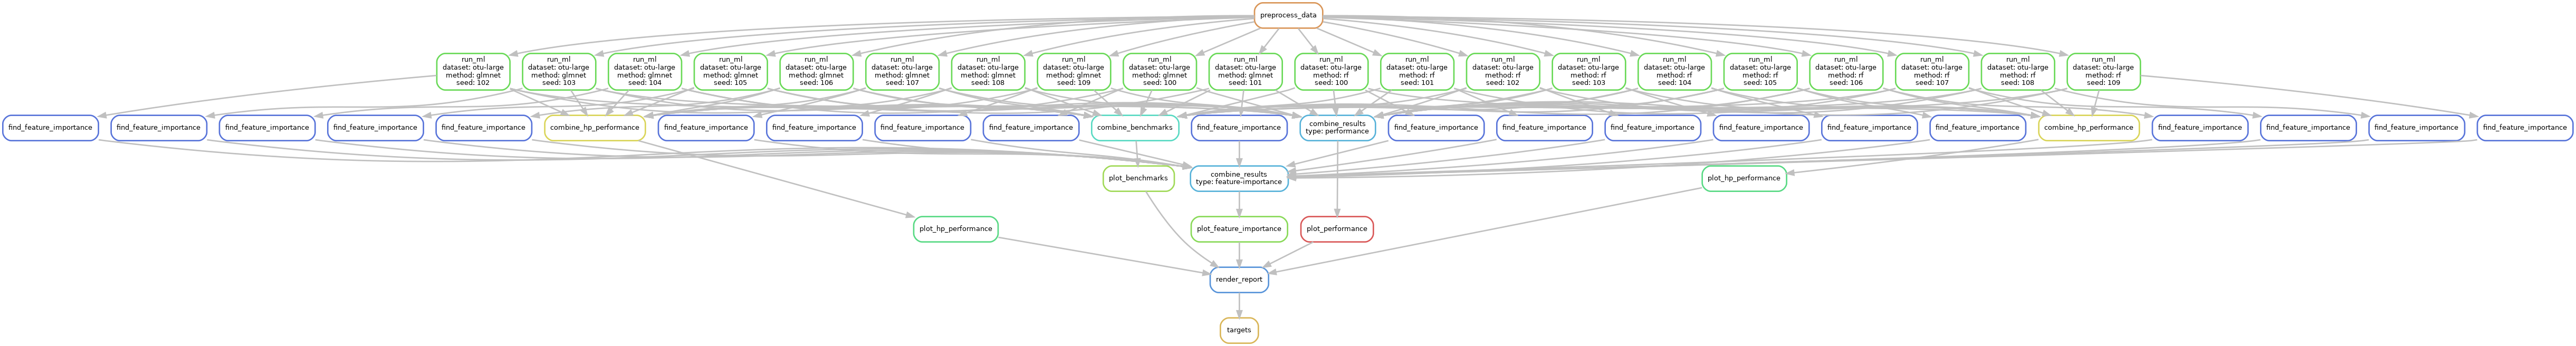 preprocess_data
run_ml
dataset: otu-large
method: glmnet
seed: 102
run_ml
dataset: otu-large
method: glmnet
seed: 103
run_ml
dataset: otu-large
method: glmnet
seed: 104
run_ml
dataset: otu-large
method: glmnet
seed: 105
run_ml
dataset: otu-large
method: glmnet
seed: 106
run_ml
dataset: otu-large
method: glmnet
seed: 107
run_ml
dataset: otu-large
method: glmnet
seed: 108
run_ml
dataset: otu-large
method: glmnet
seed: 109
run_ml
dataset: otu-large
method: glmnet
seed: 100
run_ml
dataset: otu-large
method: glmnet
seed: 101
run_ml
dataset: otu-large
method: rf
seed: 100
run_ml
dataset: otu-large
method: rf
seed: 101
run_ml
dataset: otu-large
method: rf
seed: 102
run_ml
dataset: otu-large
method: rf
seed: 103
run_ml
dataset: otu-large
method: rf
seed: 104
run_ml
dataset: otu-large
method: rf
seed: 105
run_ml
dataset: otu-large
method: rf
seed: 106
run_ml
dataset: otu-large
method: rf
seed: 107
run_ml
dataset: otu-large
method: rf
seed: 108
run_ml
dataset: otu-large
method: rf
seed: 109
find_feature_importance
find_feature_importance
find_feature_importance
find_feature_importance
find_feature_importance
combine_hp_performance
find_feature_importance
find_feature_importance
find_feature_importance
find_feature_importance
combine_benchmarks
find_feature_importance
combine_results
type: performance
find_feature_importance
find_feature_importance
find_feature_importance
find_feature_importance
find_feature_importance
find_feature_importance
combine_hp_performance
find_feature_importance
find_feature_importance
find_feature_importance
find_feature_importance
plot_benchmarks
combine_results
type: feature-importance
plot_hp_performance
plot_hp_performance
plot_feature_importance
plot_performance
render_report
targets